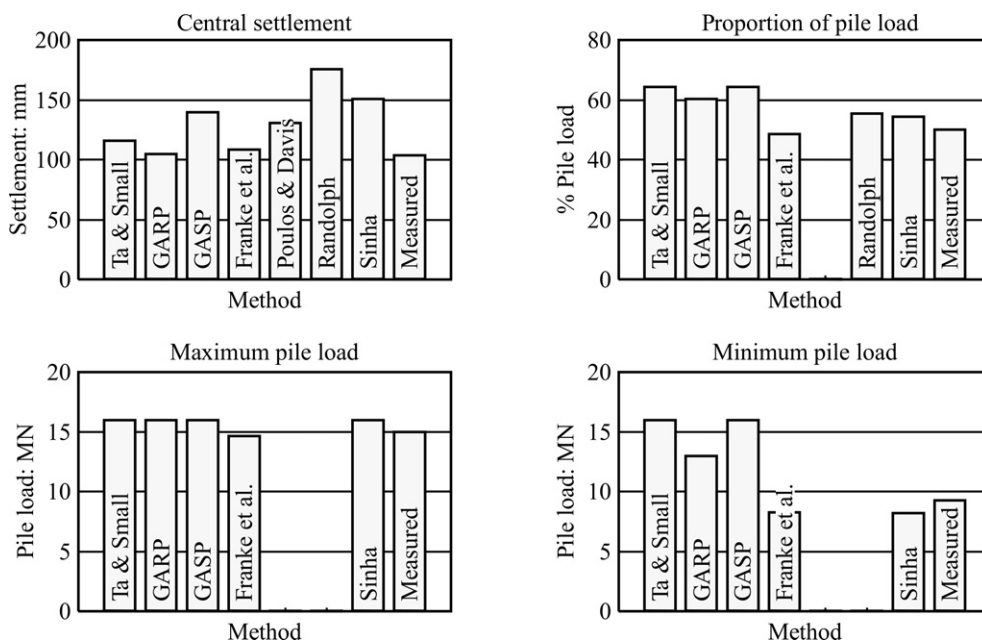 Central settlement
200
150
100
50
0
Settlement: mm
Ta & Small
GARP
GASP
Franke et al.
Poulos & Davis
Randolph
Sinha
Measured
Method
Proportion of pile load
80
60
40
20
0
% Pile load
Ta & Small
GARP
GASP
Franke et al.
Randolph
Sinha
Measured
Method
Maximum pile load
20
15
10
5
0
Pile load: MN
Ta & Small
GARP
GASP
Franke et al.
Sinha
Measured
Method
Minimum pile load
20
15
10
5
0
Pile load: MN
Ta & Small
GARP
GASP
Franke et al.
Sinha
Measured
Method